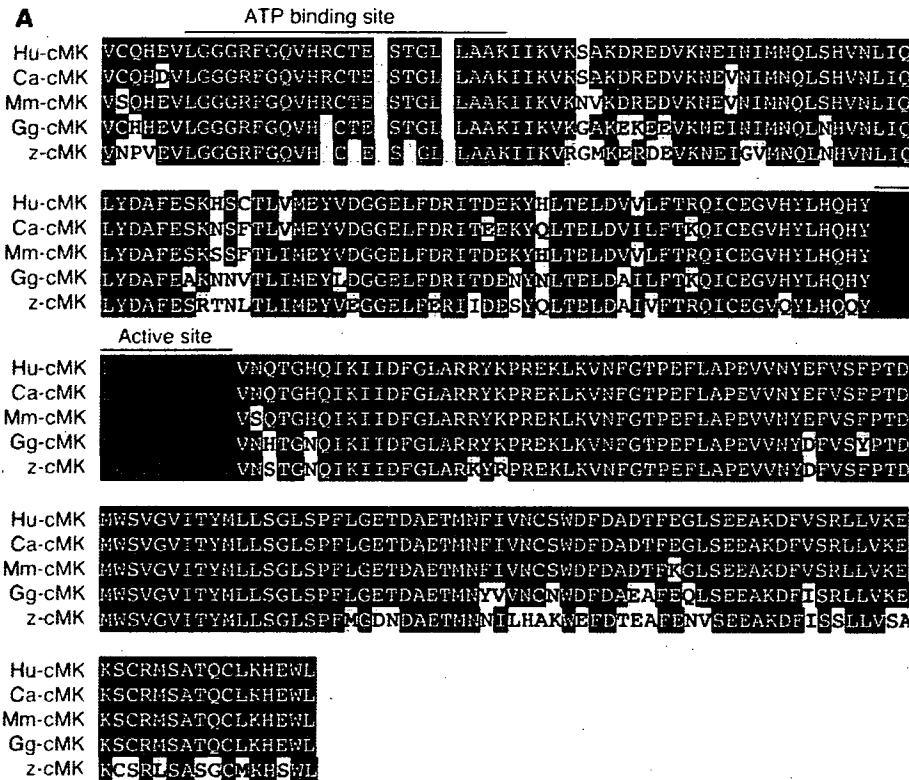 A
ATP binding site
Hu-cMK VCQHEVLGGGRFGQVHRCTE STGL LAAKIIKVKSAKDREDVKNEINIMNQLSHVNLIQ
Ca-cMK VCQHDVLGGGRFGQVHRCTE STGL LAAKIIKVKSAKDREDVKNEVNIMNQLSHVNLIQ
Mm-cMK VSQHEVLGGGRFGQVHRCTE STGL LAAKIIKVKNVKDREDVKNEVNIMNQLSHVNLIQ
Gg-cMK VCHHEVLGGGRFGQVH CTE STGL LAAKIIKVKGAKEKEEVKNEINIMNQLNHVNLIQ
z-cMK VNPVEVLGGGRFGQVH C E S GL LAAKIIKVRGMKERDEVKNEIGVMNQLNHVNLIQ
Hu-cMK LYDAFESKHSCTLVMEYVDGGELFDRITDEKYHLTELDVVLFTRQICEGVHYLHQHY
Ca-cMK LYDAFESKNSFTLVMEYVDGGELFDRITEEKYQLTELDVILFTKQICEGVHYLHQHY
Mm-cMK LYDAFESKSSFTLIMEYVDGGELFDRITDEKYHLTELDVVLFTRQICEGVHYLHQHY
Gg-cMK LYDAFEAKNNVTLIMEYLDGGELFDRITDENYNLTELDAILFTKQICEGVHYLHQHY
z-cMK LYDAFESRTNLTLIMEYVEGGELFERIIDESYQLTELDAIVFTRQICEGVQYLHQQY
Active site
Hu-cMK VNQTGHQIKIIDFGLARRYKPREKLKVNFGTPEFLAPEVVNYEFVSFPTD
Ca-cMK VNQTGHQIKIIDFGLARRYKPREKLKVNFGTPEFLAPEVVNYEFVSFPTD
Mm-cMK VSQTGHQIKIIDFGLARRYKPREKLKVNFGTPEFLAPEVVNYEFVSFPTD
Gg-cMK VNHTGNQIKIIDFGLARRYKPREKLKVNFGTPEFLAPEVVNYDFVSYPTD
z-cMK VNSTGNQIKIIDFGLARKYRPREKLKVNFGTPEFLAPEVVNYDFVSFPTD
Hu-cMK MWSVGVITYMLLSGLSPFLGETDAETMNFIVNCSWDFDADTFEGLSEEAKDFVSRLLVKE
Ca-cMK MWSVGVITYMLLSGLSPFLGETDAETMNFIVNCSWDFDADTFEGLSEEAKDFVSRLLVKE
Mm-cMK MWSVGVITYMLLSGLSPFLGETDAETMNFIVNCSWDFDADTFKGLSEEAKDFVSRLLVKE
Gg-cMK MWSVGVITYMLLSGLSPFLGETDAETMNYVVNCNWDFDAEAFEQLSEEAKDFISRLLVKE
z-cMK MWSVGVITYMLLSGLSPFMGDNDAETMNNILHAKWEFDTEAFENVSEEAKDFISSLLVSA
Hu-cMK KSCRMSATQCLKHEWL
Ca-cMK KSCRMSATQCLKHEWL
Mm-cMK KSCRMSATQCLKHEWL
Gg-cMK KSCRMSATQCLKHEWL
z-cMK KCSRLSASGCMKHSWL